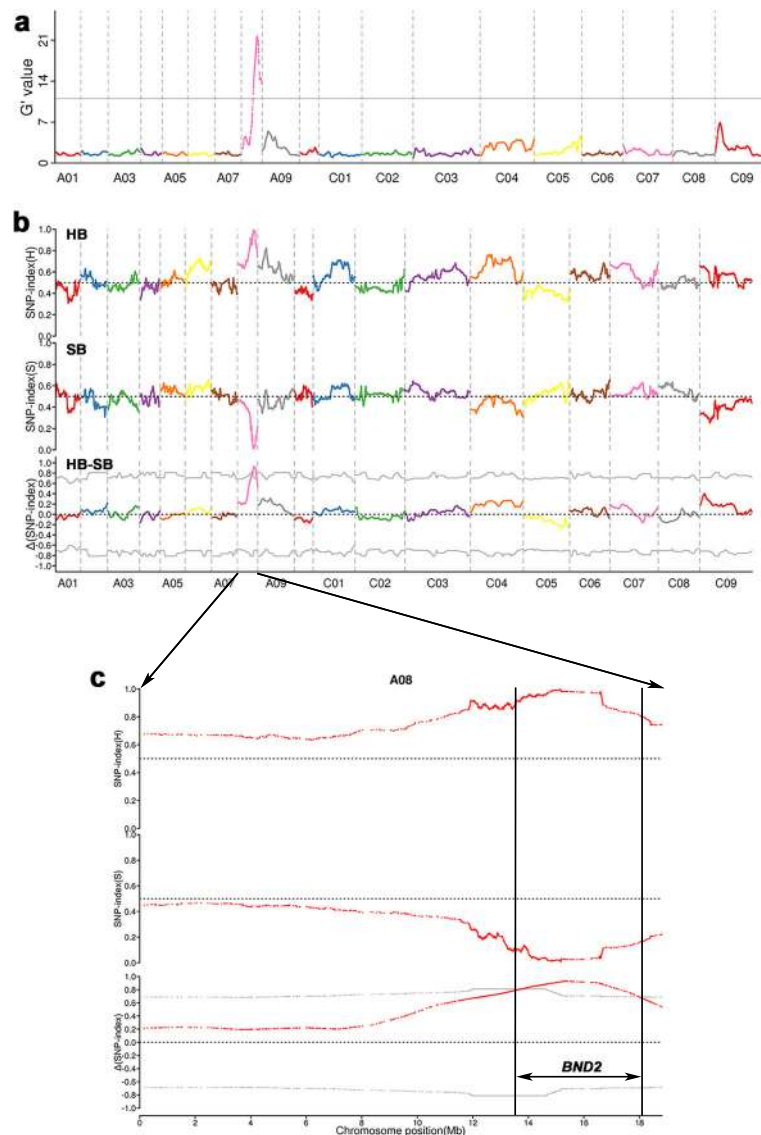 a
G' value
21
14
7
0
A01 A03 A05 A07 A09 C01 C02 C03 C04 C05 C06 C07 C08 C09
b
HB
SNP-index(H)
1.0
0.8
0.6
0.4
0.2
0.0
SB
SNP-index(S)
1.0
0.8
0.6
0.4
0.2
0.0
HB-SB
Δ(SNP-index)
1.0
0.8
0.6
0.4
0.2
0.0
-0.2
-0.4
-0.6
-0.8
-1.0
A01 A03 A05 A07 A09 C01 C02 C03 C04 C05 C06 C07 C08 C09
c
A08
SNP-index(H)
1.0
0.8
0.6
0.4
0.2
0.0
SNP-index(S)
1.0
0.8
0.6
0.4
0.2
0.0
Δ(SNP-index)
1.0
0.8
0.6
0.4
0.2
0.0
-0.2
-0.4
-0.6
-0.8
-1.0
BND2
0 2 4 6 8 10 12 14 16 18
Chromosome position(Mb)